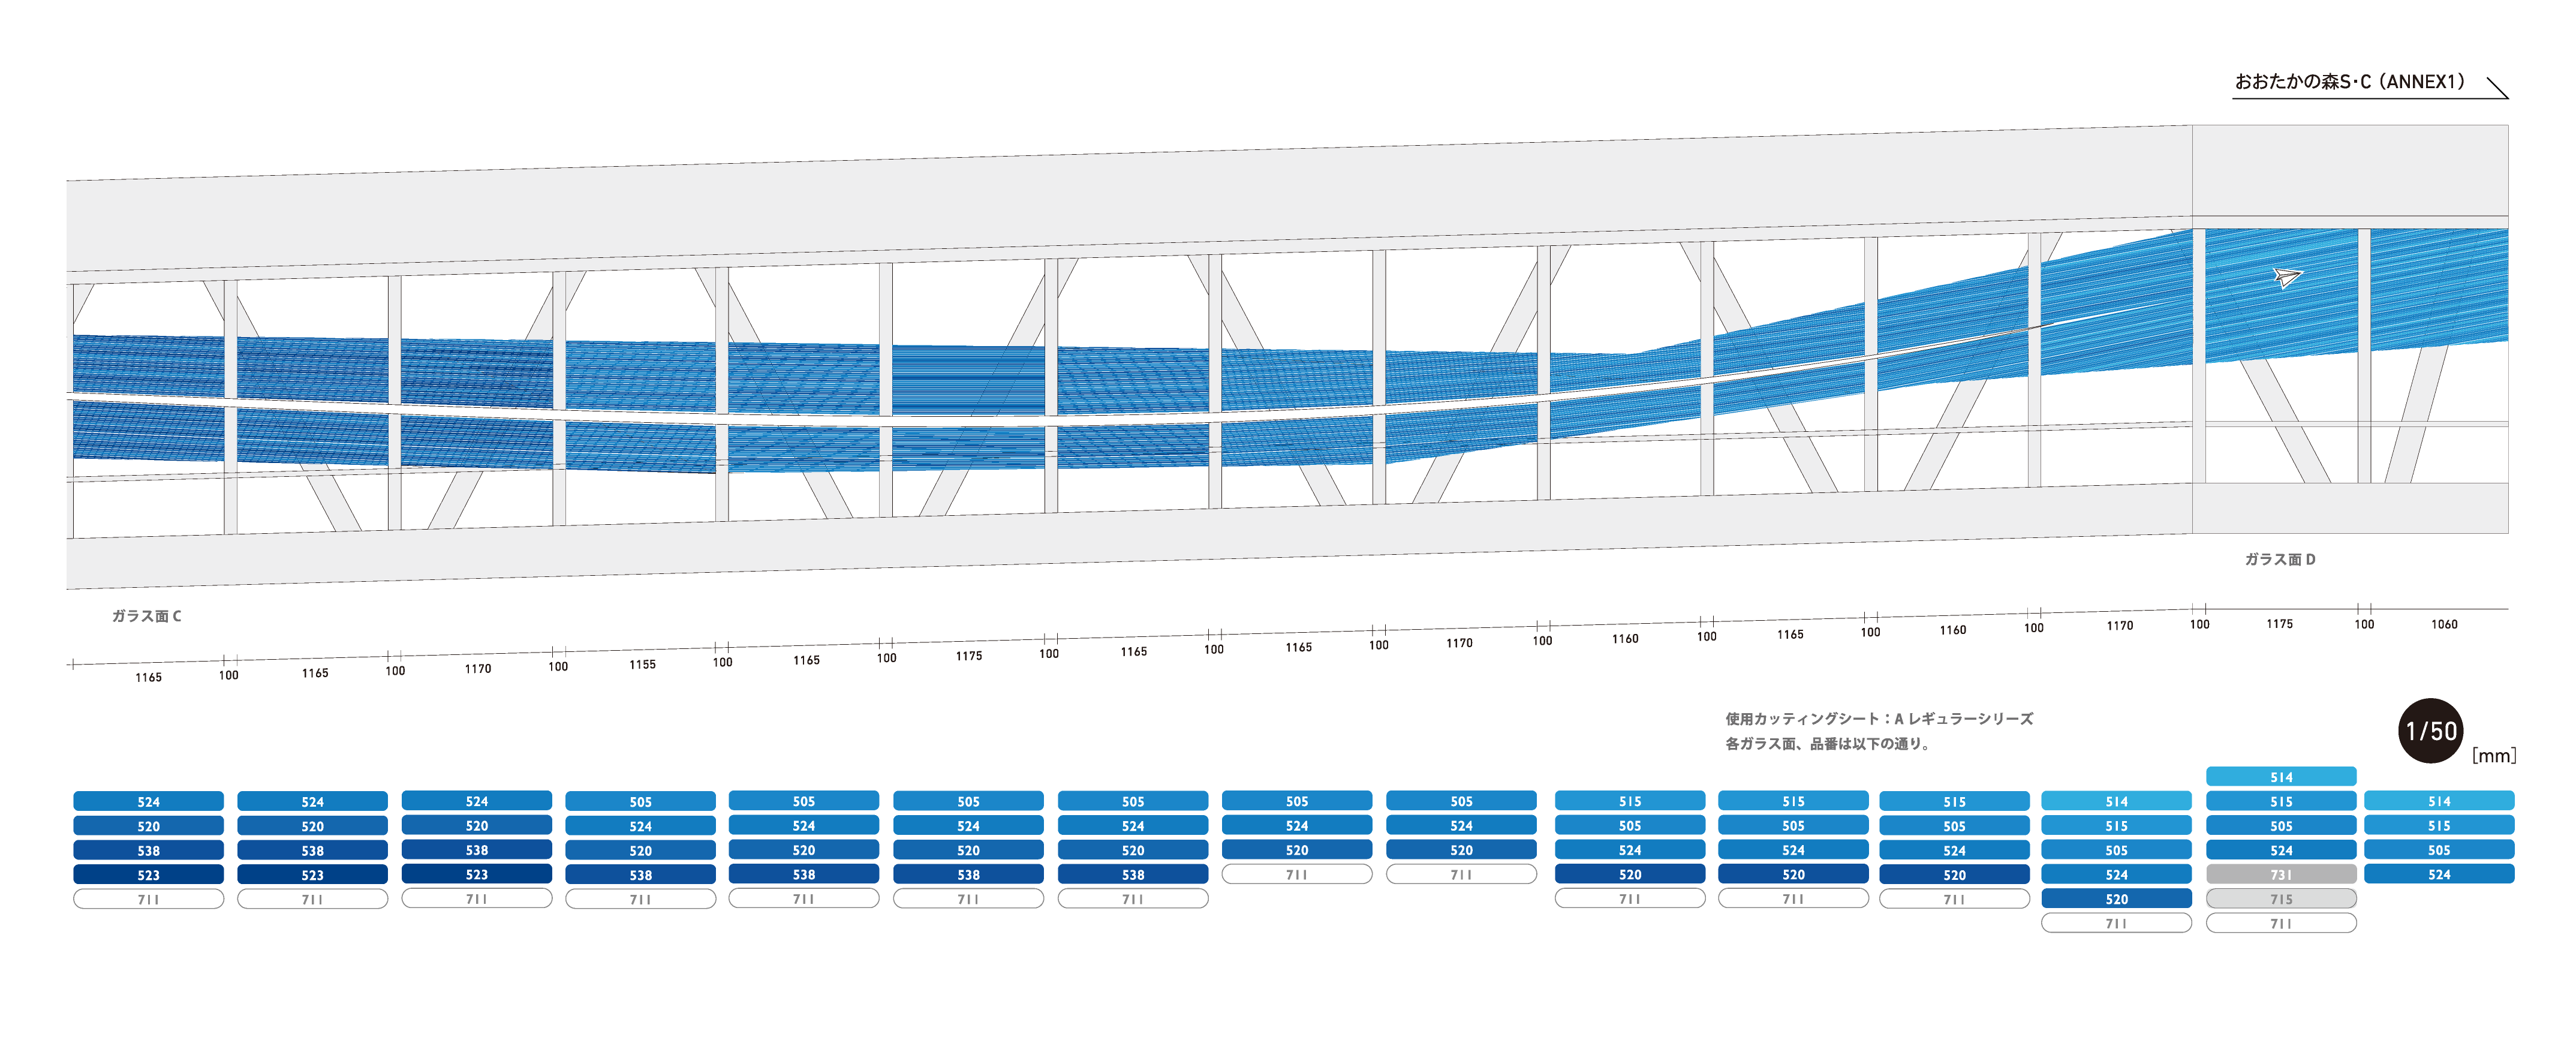 おおたかの森S・C（ANNEX1）
ガラス面 D
ガラス面 C
1165 100 1165 100 1170 100 1155 100 1165 100 1175 100 1165 100 1165 100 1170 100 1160 100 1165 100 1160 100 1170 100 1175 100 1060
使用カッティングシート：A レギュラーシリーズ
各ガラス面、品番は以下の通り。
1/50
[mm]
514
524 524 524 505 505 505 505 505 505 515 515 515 514 515 514
520 520 520 524 524 524 524 524 524 505 505 505 515 505 515
538 538 538 520 520 520 520 520 520 524 524 524 505 524 505
523 523 523 538 538 538 538 711 711 520 520 520 524 731 524
711 711 711 711 711 711 711 711 711 711 520 715
711 711